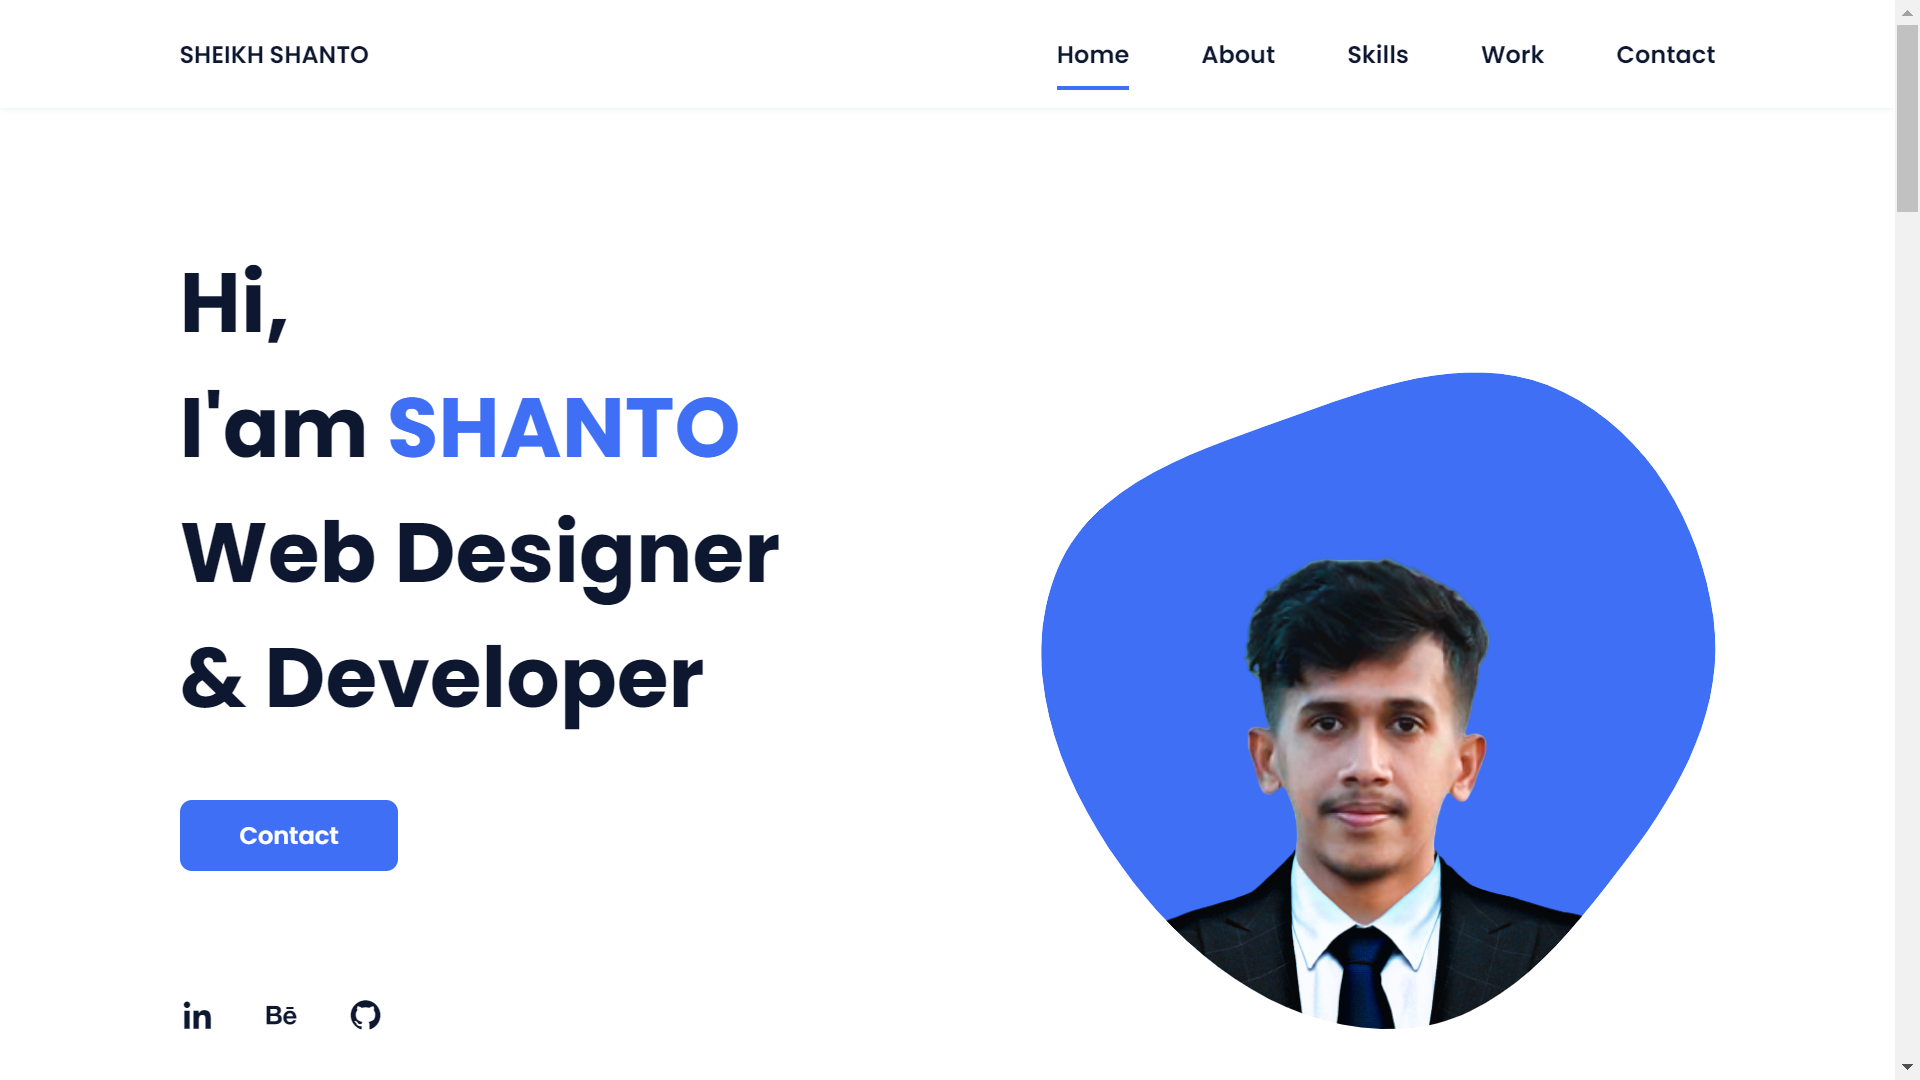 SHEIKH SHANTO
Home About Skills Work Contact
Hi,
I'am SHANTO
Web Designer
& Developer
Contact
in Bē